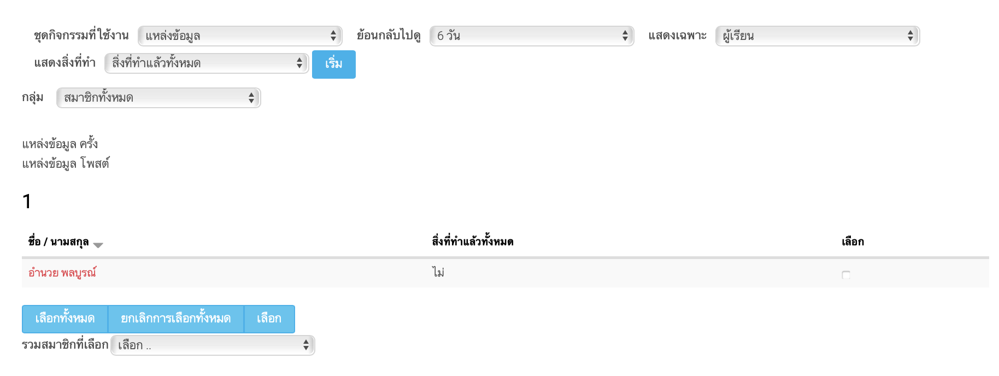 ชุดกิจกรรมที่ใช้งาน แหล่งข้อมูล ย้อนกลับไปดู 6 วัน แสดงเฉพาะ ผู้เรียน
แสดงสิ่งที่ทำ สิ่งที่ทำแล้วทั้งหมด เริ่ม
กลุ่ม สมาชิกทั้งหมด
แหล่งข้อมูล ครั้ง
แหล่งข้อมูล โพสต์
1
ชื่อ / นามสกุล สิ่งที่ทำแล้วทั้งหมด เลือก
อำนวย พลบูรณ์ ไม่
เลือกทั้งหมด ยกเลิกการเลือกทั้งหมด เลือก
รวมสมาชิกที่เลือก เลือก ..